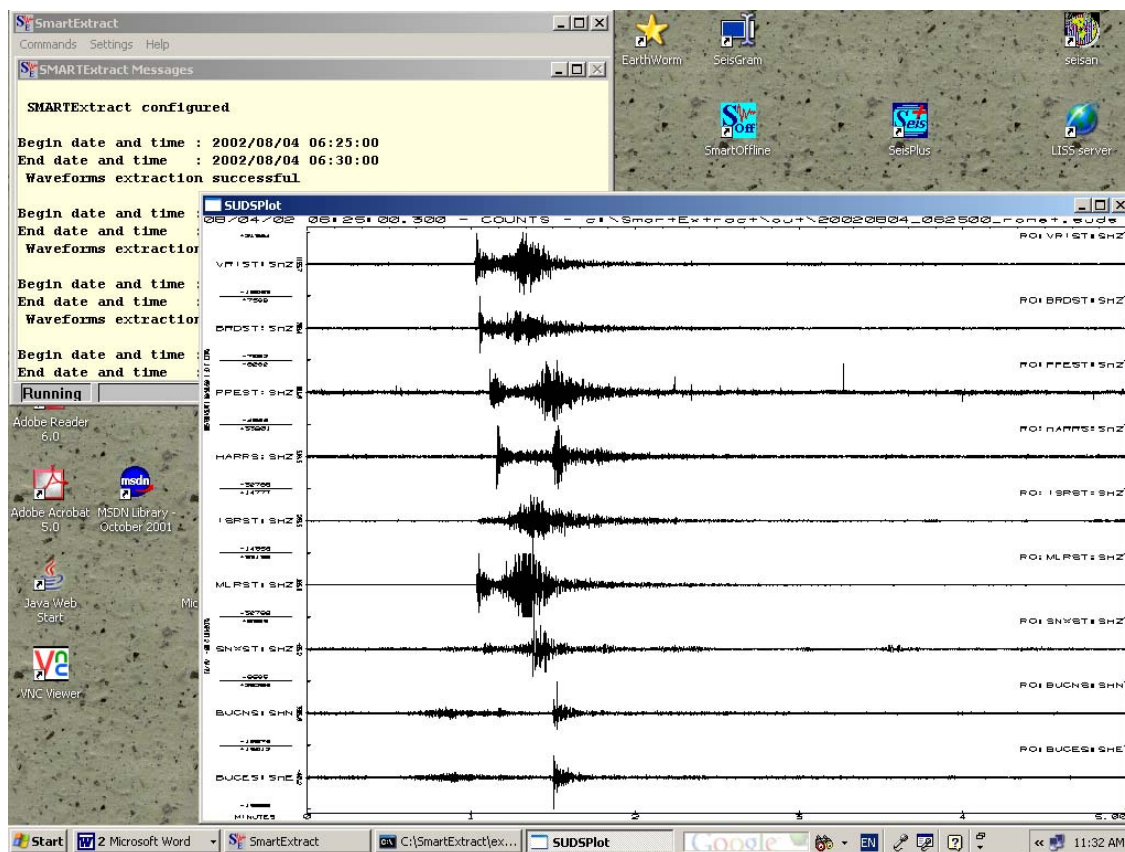 SmartExtract
Commands Settings Help
SMARTExtract Messages
SMARTExtract configured
Begin date and time : 2002/08/04 06:25:00
End date and time : 2002/08/04 06:30:00
Waveforms extraction successful
Begin date and time :
End date and time :
Waveforms extraction
Begin date and time :
End date and time :
Waveforms extraction
Begin date and time :
End date and time :
Running
EarthWorm
SeisGram
seisan
SmartOffline
SeisPlus
LISS server
SUDSPlot
08/04/02 06:25:00.300 - COUNTS - c:\SmartExtract\out\20020804_062500_romet.suds
VRIST:SHZ
RO:VRIST:SHZ
BRDST:SHZ
RO:BRDST:SHZ
PPEST:SHZ
RO:PPEST:SHZ
HARRS:SHZ
RO:HARRS:SHZ
ISRST:SHZ
RO:ISRST:SHZ
MLRST:SHZ
RO:MLRST:SHZ
SNXST:SHZ
RO:SNXST:SHZ
BUCNS:SHN
RO:BUCNS:SHN
BUCES:SHE
RO:BUCES:SHE
MINUTES 0 1 2 3 4 5.00
Adobe Reader
6.0
Adobe Acrobat
5.0
MSDN Library -
October 2001
Java Web
Start
VNC Viewer
Start
2 Microsoft Word
SmartExtract
C:\SmartExtract\ex...
SUDSPlot
Google
EN
11:32 AM